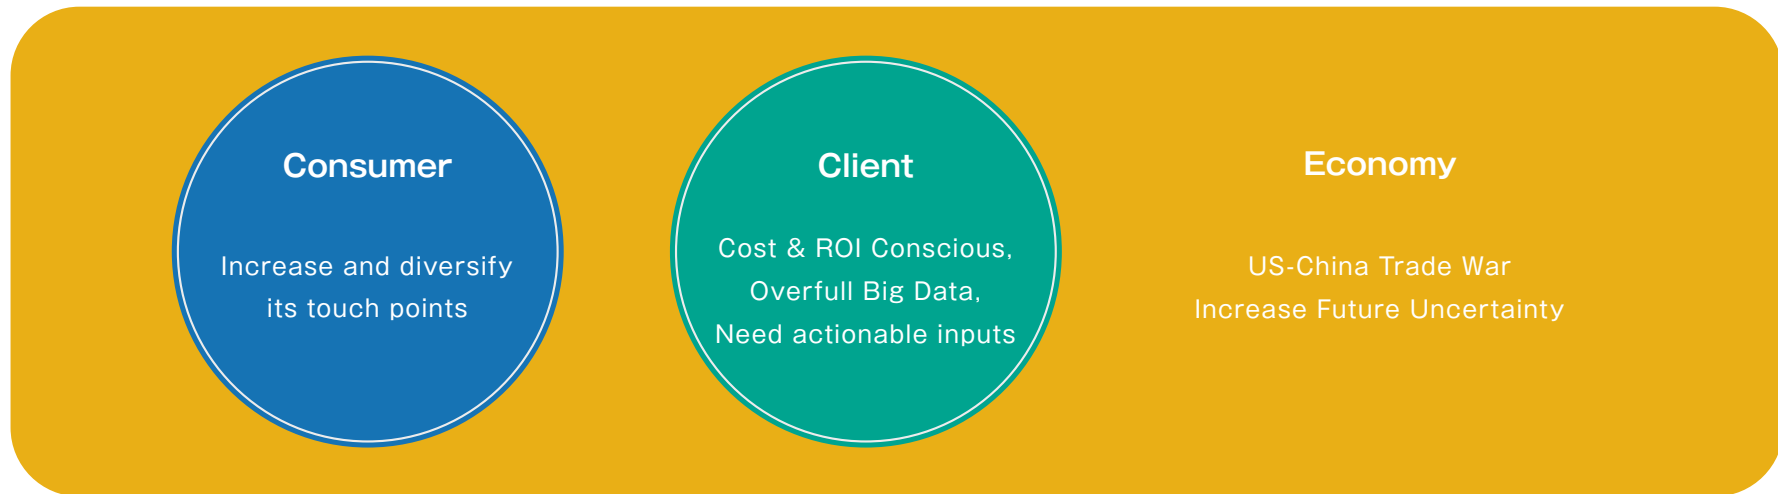 Consumer
Increase and diversify
its touch points
Client
Cost & ROI Conscious,
Overfull Big Data,
Need actionable inputs
Economy
US-China Trade War
Increase Future Uncertainty